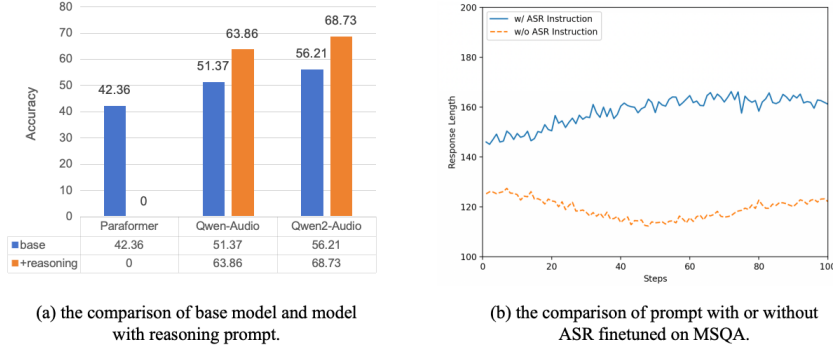 80
70
60
50
40
30
20
10
0
Accuracy
42.36
0
51.37
63.86
56.21
68.73
Paraformer Qwen-Audio Qwen2-Audio
base 42.36 51.37 56.21
+reasoning 0 63.86 68.73
(a) the comparison of base model and model
with reasoning prompt.
w/ ASR Instruction
w/o ASR Instruction
180
160
140
120
100
Response Length
0 20 40 60 80 100
Steps
(b) the comparison of prompt with or without
ASR finetuned on MSQA.